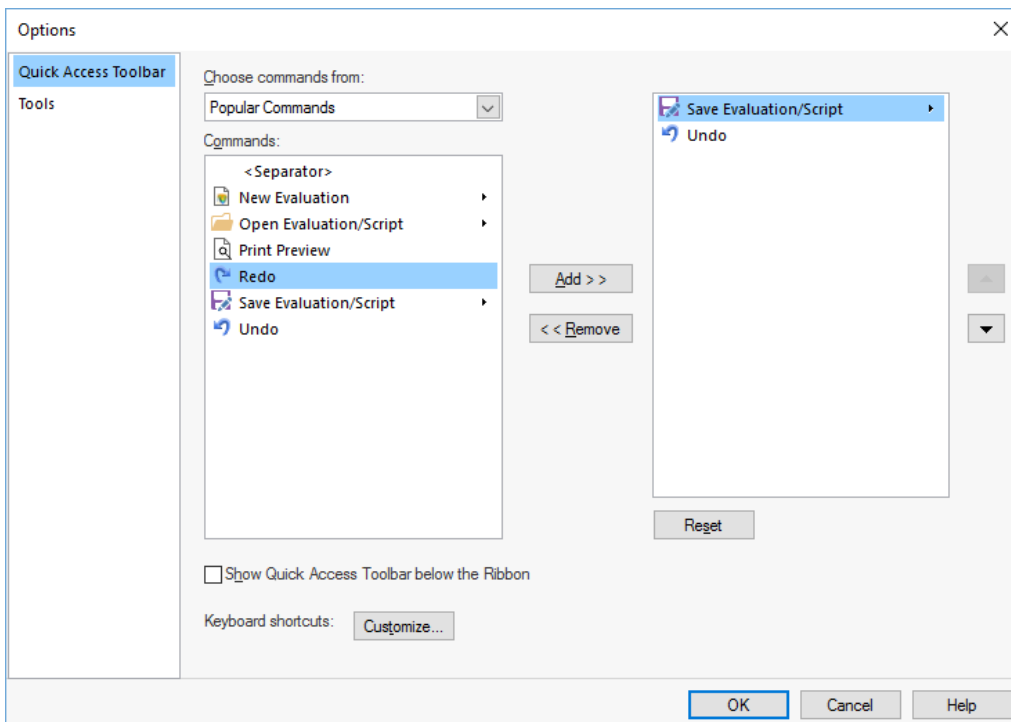 Options
Quick Access Toolbar
Tools
Choose commands from:
Popular Commands
Commands:
<Separator>
New Evaluation
Open Evaluation/Script
Print Preview
Redo
Save Evaluation/Script
Undo
Add >>
<< Remove
Save Evaluation/Script
Undo
Reset
Show Quick Access Toolbar below the Ribbon
Keyboard shortcuts:
Customize...
OK
Cancel
Help